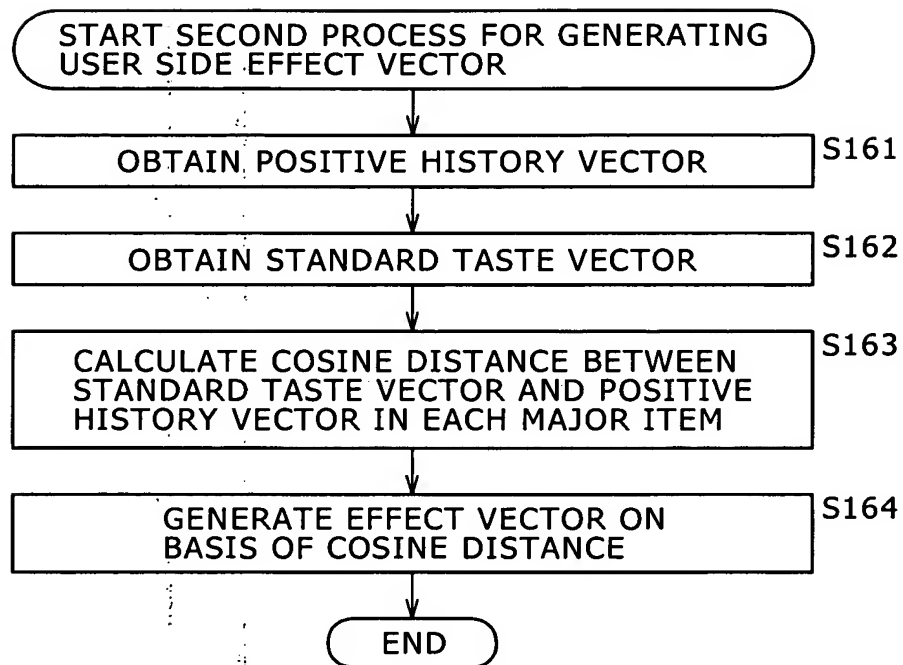 START SECOND PROCESS FOR GENERATING
USER SIDE EFFECT VECTOR
OBTAIN POSITIVE HISTORY VECTOR
S161
OBTAIN STANDARD TASTE VECTOR
S162
CALCULATE COSINE DISTANCE BETWEEN
STANDARD TASTE VECTOR AND POSITIVE
HISTORY VECTOR IN EACH MAJOR ITEM
S163
GENERATE EFFECT VECTOR ON
BASIS OF COSINE DISTANCE
S164
END